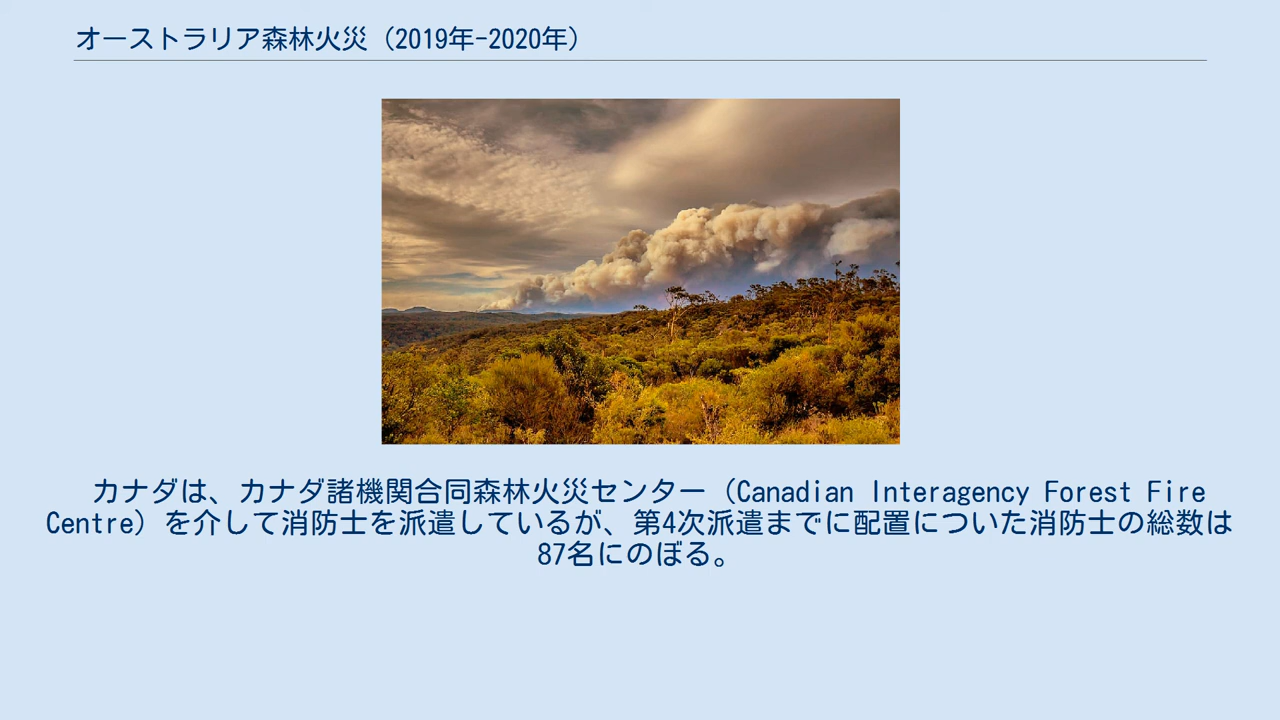 オーストラリア森林火災（2019年-2020年）
カナダは、カナダ諸機関合同森林火災センター（Canadian Interagency Forest Fire
Centre）を介して消防士を派遣しているが、第4次派遣までに配置についた消防士の総数は
87名にのぼる。